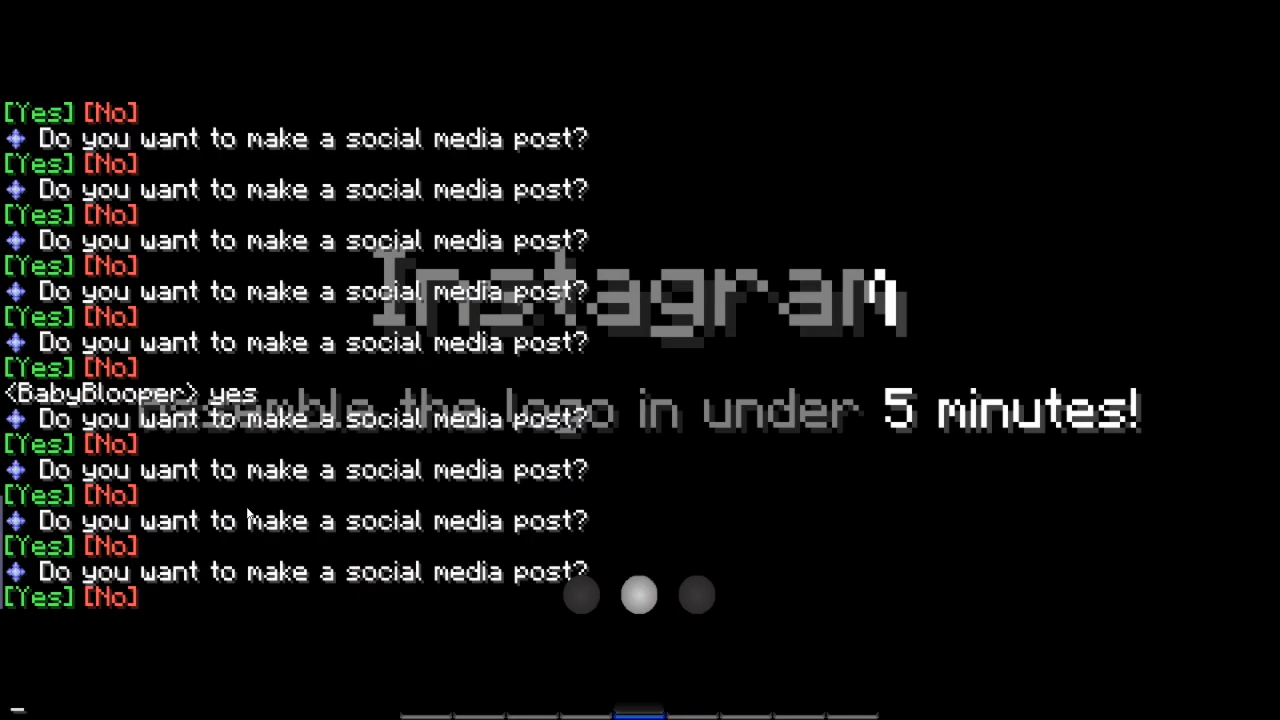 [Yes] [No]
Do you want to make a social media post?
[Yes] [No]
Do you want to make a social media post?
[Yes] [No]
Do you want to make a social media post?
[Yes] [No]
Do you want to make a social media post?
[Yes] [No]
Do you want to make a social media post?
[Yes] [No]
<BabyBlooper> yes
Do you want to make a social media post?
[Yes] [No]
Do you want to make a social media post?
[Yes] [No]
Do you want to make a social media post?
[Yes] [No]
Do you want to make a social media post?
[Yes] [No]
Instagram
Assemble the logo in under 5 minutes!